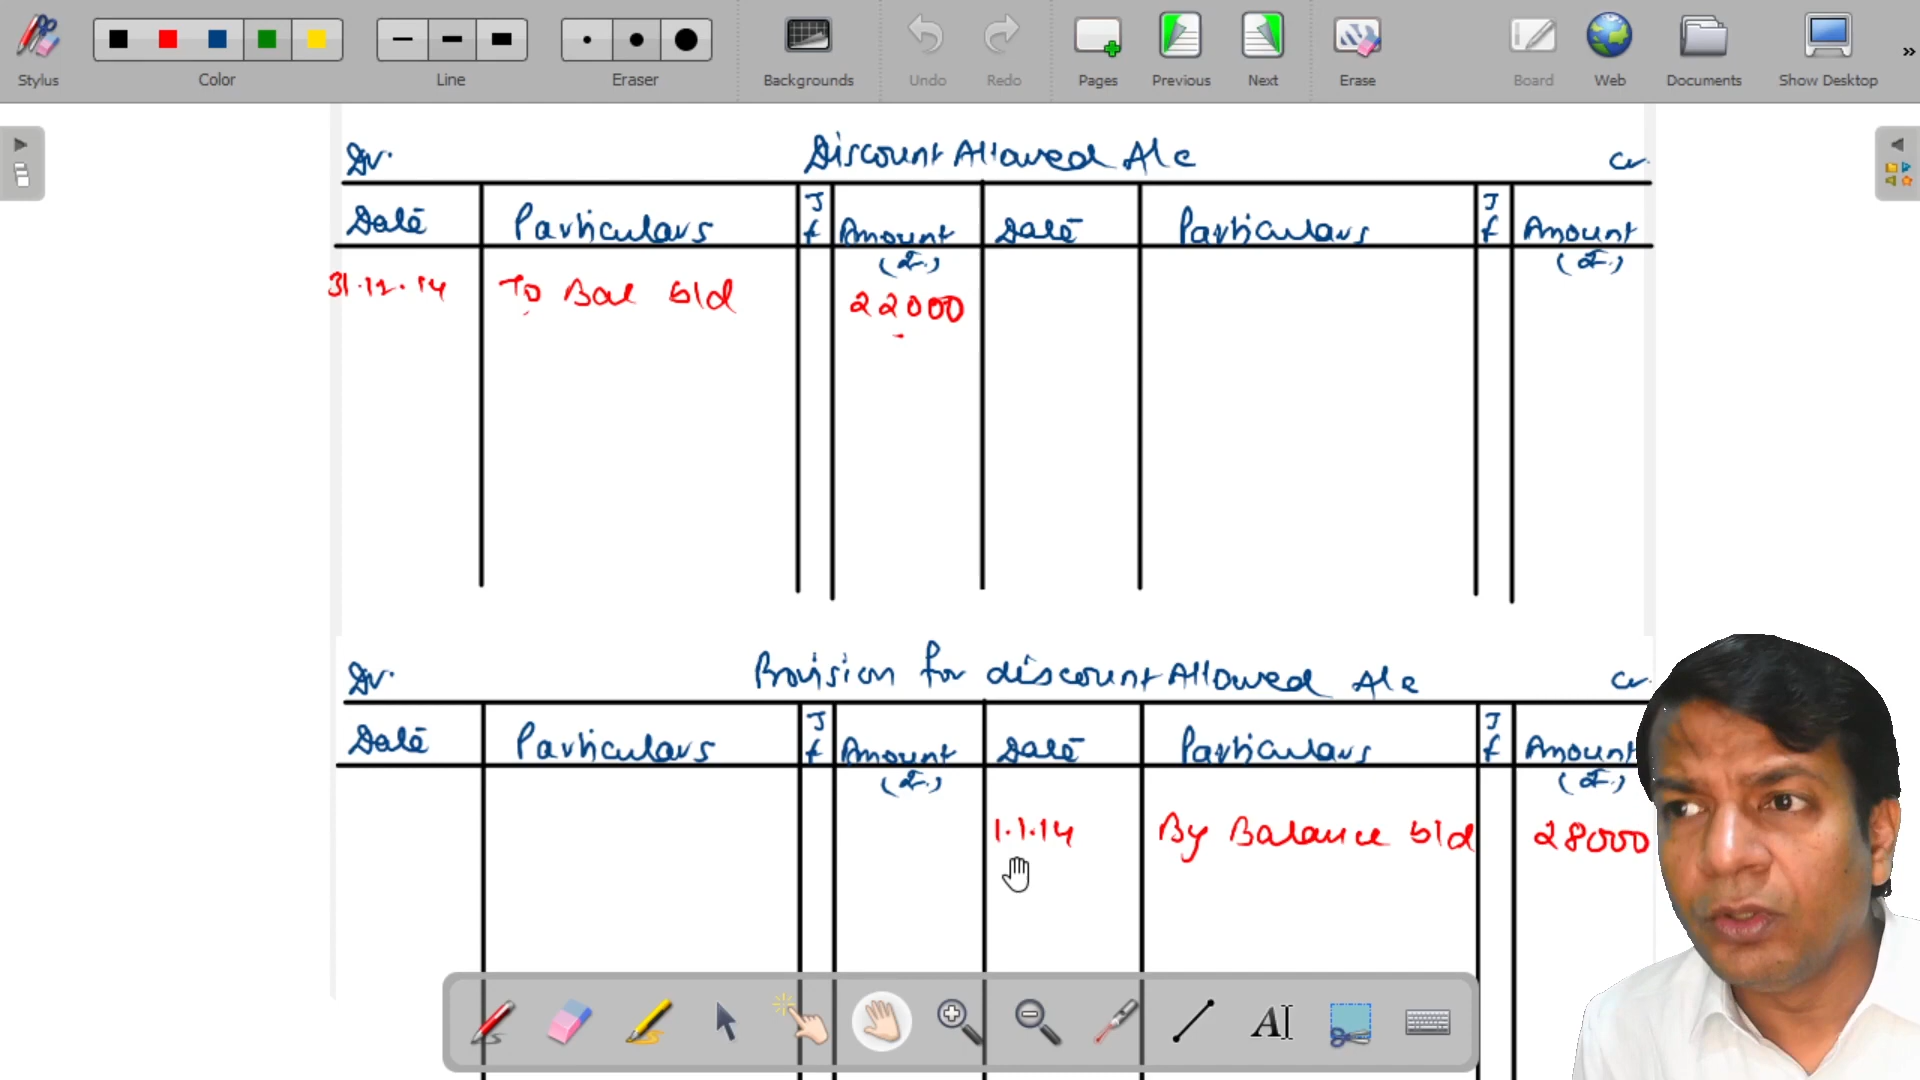 Stylus Color Line Eraser Backgrounds Undo Redo Pages Previous Next Erase Board Web Documents Show Desktop »
Dr. Discount Allowed A/c Cr.
Date Particulars J f Amount Date Particulars J f Amount
(₹) (₹)
31.12.14 To Bal b/d 22000
Dr. Provision for discount Allowed A/c Cr.
Date Particulars J f Amount Date Particulars J f Amount
(₹) (₹)
1.1.14 By Balance b/d 28000
AI